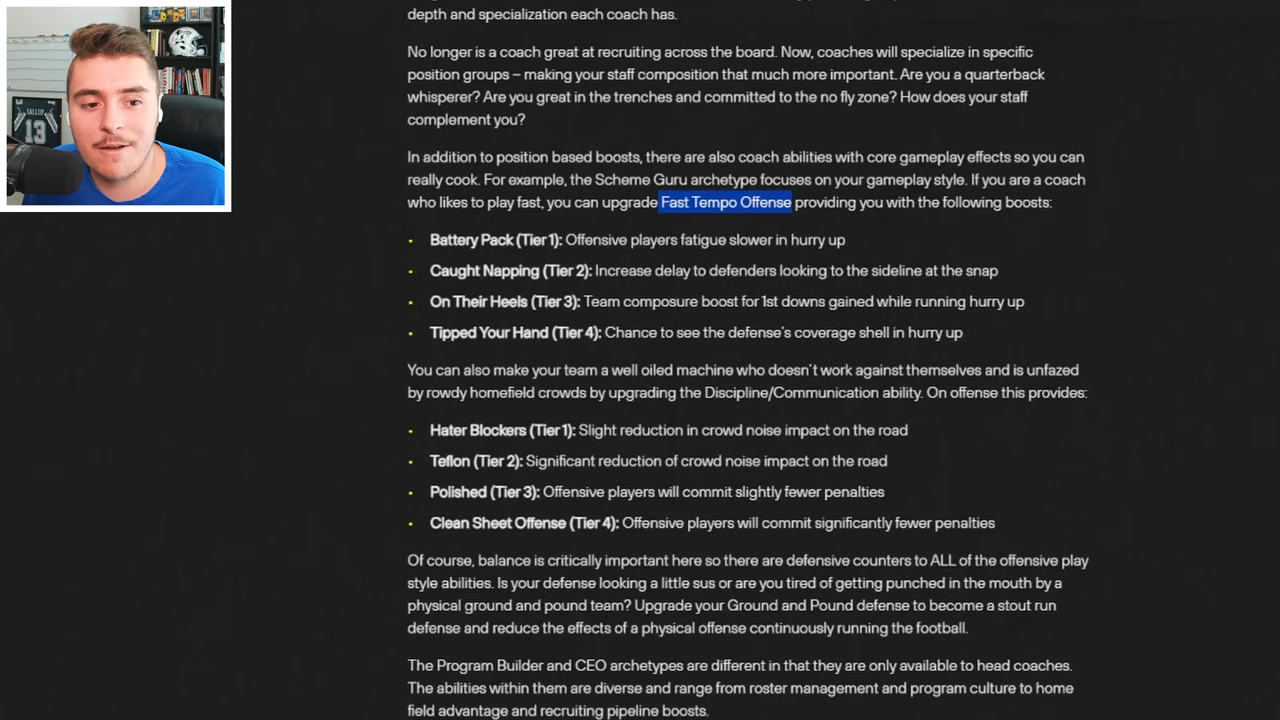 depth and specialization each coach has.
No longer is a coach great at recruiting across the board. Now, coaches will specialize in specific
position groups – making your staff composition that much more important. Are you a quarterback
whisperer? Are you great in the trenches and committed to the no fly zone? How does your staff
complement you?
In addition to position based boosts, there are also coach abilities with core gameplay effects so you can
really cook. For example, the Scheme Guru archetype focuses on your gameplay style. If you are a coach
who likes to play fast, you can upgrade Fast Tempo Offense providing you with the following boosts:
• Battery Pack (Tier 1): Offensive players fatigue slower in hurry up
• Caught Napping (Tier 2): Increase delay to defenders looking to the sideline at the snap
• On Their Heels (Tier 3): Team composure boost for 1st downs gained while running hurry up
• Tipped Your Hand (Tier 4): Chance to see the defense's coverage shell in hurry up
You can also make your team a well oiled machine who doesn't work against themselves and is unfazed
by rowdy homefield crowds by upgrading the Discipline/Communication ability. On offense this provides:
• Hater Blockers (Tier 1): Slight reduction in crowd noise impact on the road
• Teflon (Tier 2): Significant reduction of crowd noise impact on the road
• Polished (Tier 3): Offensive players will commit slightly fewer penalties
• Clean Sheet Offense (Tier 4): Offensive players will commit significantly fewer penalties
Of course, balance is critically important here so there are defensive counters to ALL of the offensive play
style abilities. Is your defense looking a little sus or are you tired of getting punched in the mouth by a
physical ground and pound team? Upgrade your Ground and Pound defense to become a stout run
defense and reduce the effects of a physical offense continuously running the football.
The Program Builder and CEO archetypes are different in that they are only available to head coaches.
The abilities within them are diverse and range from roster management and program culture to home
field advantage and recruiting pipeline boosts.
GALLUP
13